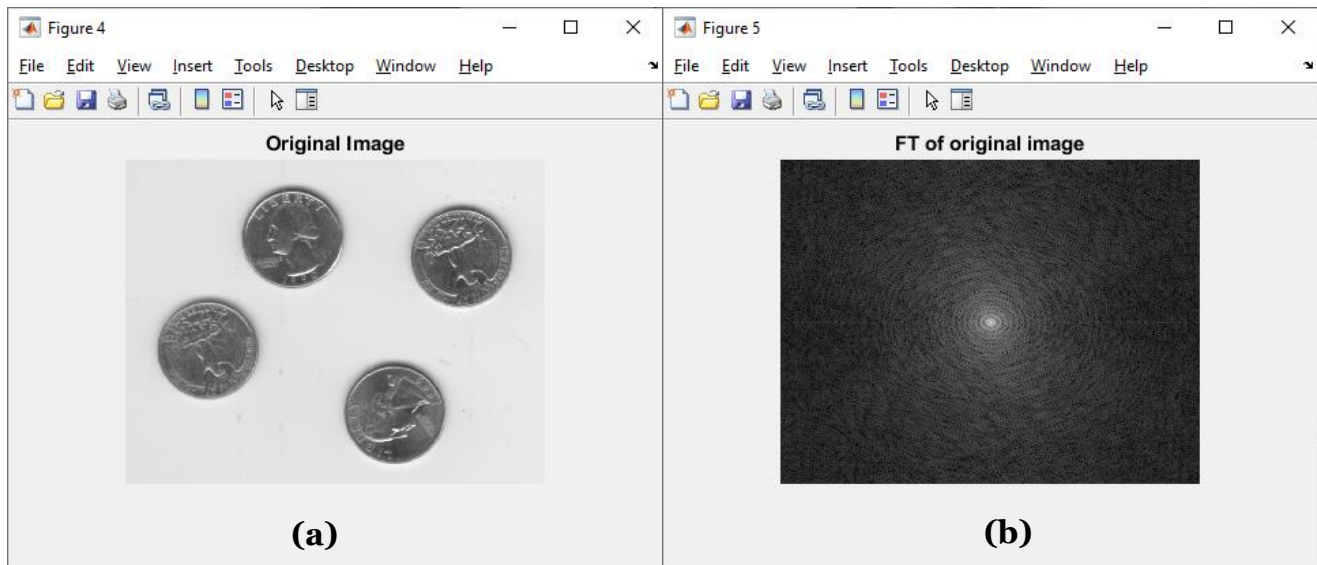 Figure 4
File Edit View Insert Tools Desktop Window Help
Original Image
LIBERTY
(a)
Figure 5
File Edit View Insert Tools Desktop Window Help
FT of original image
(b)